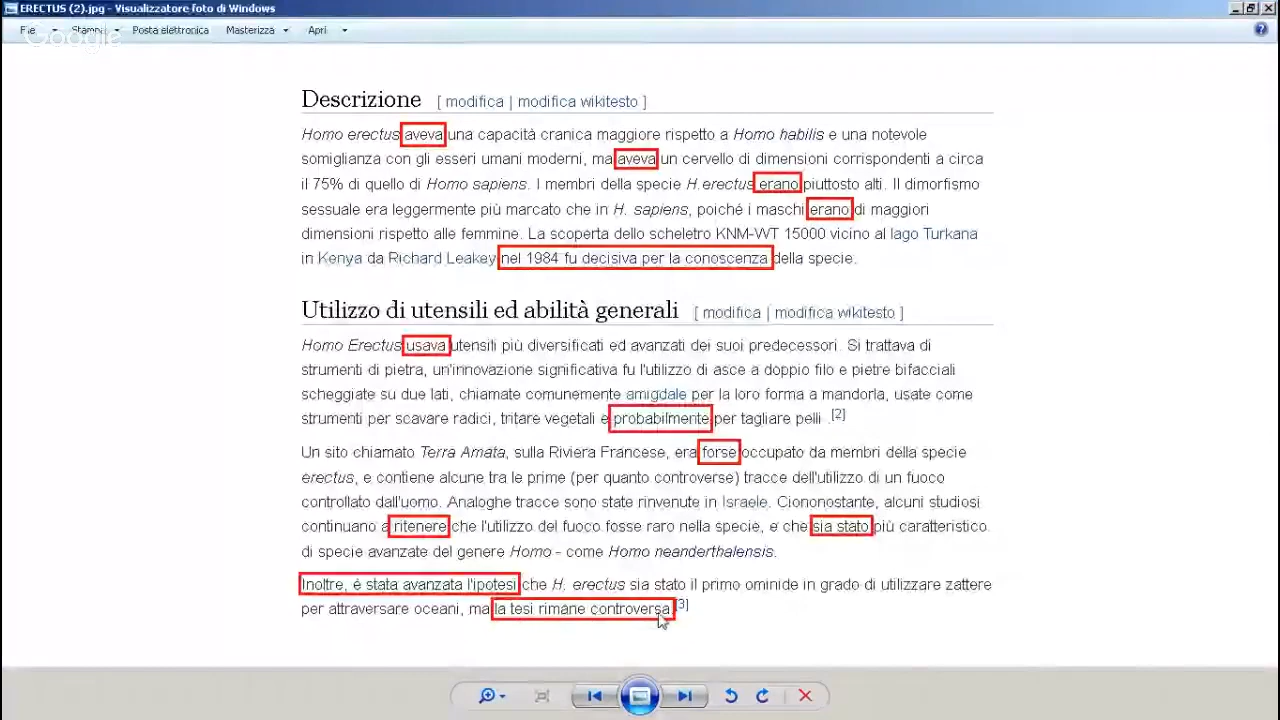 ERECTUS (2).jpg - Visualizzatore foto di Windows
File Stampa Posta elettronica Masterizza Apri
Google
Descrizione [ modifica | modifica wikitesto ]
Homo erectus aveva una capacità cranica maggiore rispetto a Homo habilis e una notevole
somiglianza con gli esseri umani moderni, ma aveva un cervello di dimensioni corrispondenti a circa
il 75% di quello di Homo sapiens. I membri della specie H.erectus erano piuttosto alti. Il dimorfismo
sessuale era leggermente più marcato che in H. sapiens, poiché i maschi erano di maggiori
dimensioni rispetto alle femmine. La scoperta dello scheletro KNM-WT 15000 vicino al lago Turkana
in Kenya da Richard Leakey nel 1984 fu decisiva per la conoscenza della specie.
Utilizzo di utensili ed abilità generali [ modifica | modifica wikitesto ]
Homo Erectus usava utensili più diversificati ed avanzati dei suoi predecessori. Si trattava di
strumenti di pietra, un'innovazione significativa fu l'utilizzo di asce a doppio filo e pietre bifacciali
scheggiate su due lati, chiamate comunemente amigdale per la loro forma a mandorla, usate come
strumenti per scavare radici, tritare vegetali e probabilmente per tagliare pelli .[2]
Un sito chiamato Terra Amata, sulla Riviera Francese, era forse occupato da membri della specie
erectus, e contiene alcune tra le prime (per quanto controverse) tracce dell'utilizzo di un fuoco
controllato dall'uomo. Analoghe tracce sono state rinvenute in Israele. Ciononostante, alcuni studiosi
continuano a ritenere che l'utilizzo del fuoco fosse raro nella specie, e che sia stato più caratteristico
di specie avanzate del genere Homo - come Homo neanderthalensis.
Inoltre, è stata avanzata l'ipotesi che H. erectus sia stato il primo ominide in grado di utilizzare zattere
per attraversare oceani, ma la tesi rimane controversa.[3]